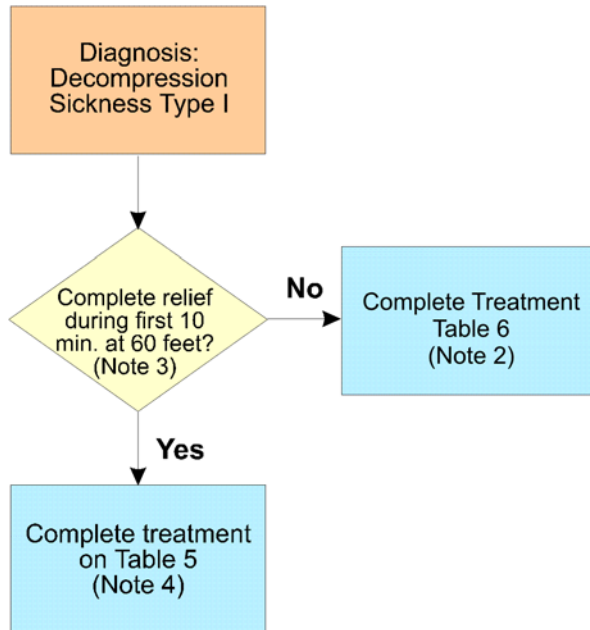 Diagnosis:
Decompression
Sickness Type I
Complete relief
during first 10
min. at 60 feet?
(Note 3)
No
Complete Treatment
Table 6
(Note 2)
Yes
Complete treatment
on Table 5
(Note 4)